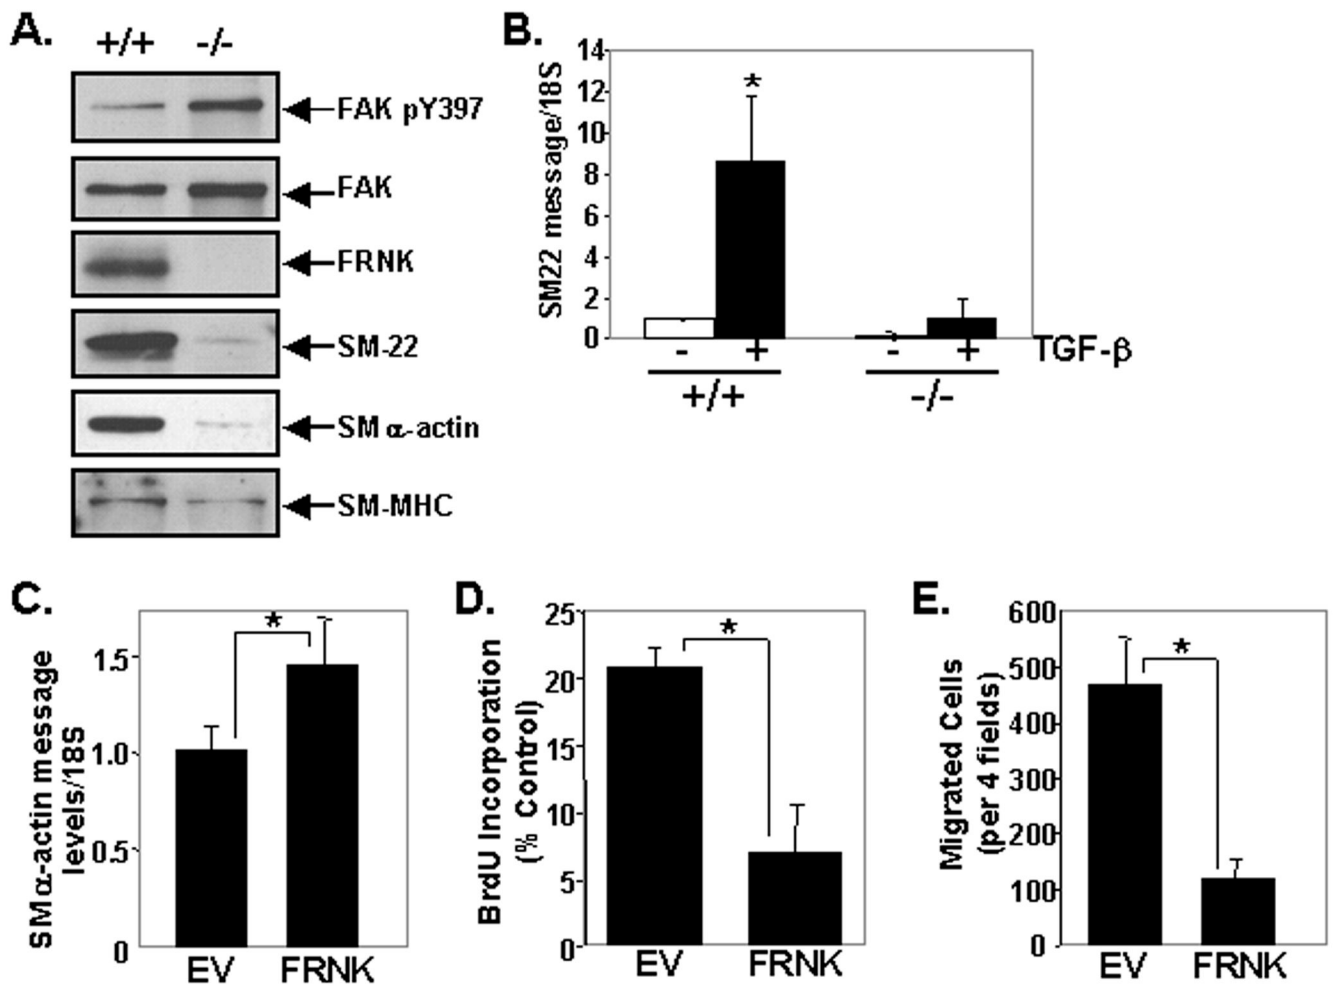 A.
+/+ -/-
FAK pY397
FAK
FRNK
SM-22
SM α-actin
SM-MHC
B.
SM22 message/18S
14
12
10
8
6
4
2
0
- + - + TGF-β
+/+ -/-
*
C.
SM α-actin message
levels/18S
1.5
1.0
0.5
0
*
EV FRNK
D.
BrdU Incorporation
(% Control)
25
20
15
10
5
0
*
EV FRNK
E.
Migrated Cells
(per 4 fields)
600
500
400
300
200
100
0
*
EV FRNK